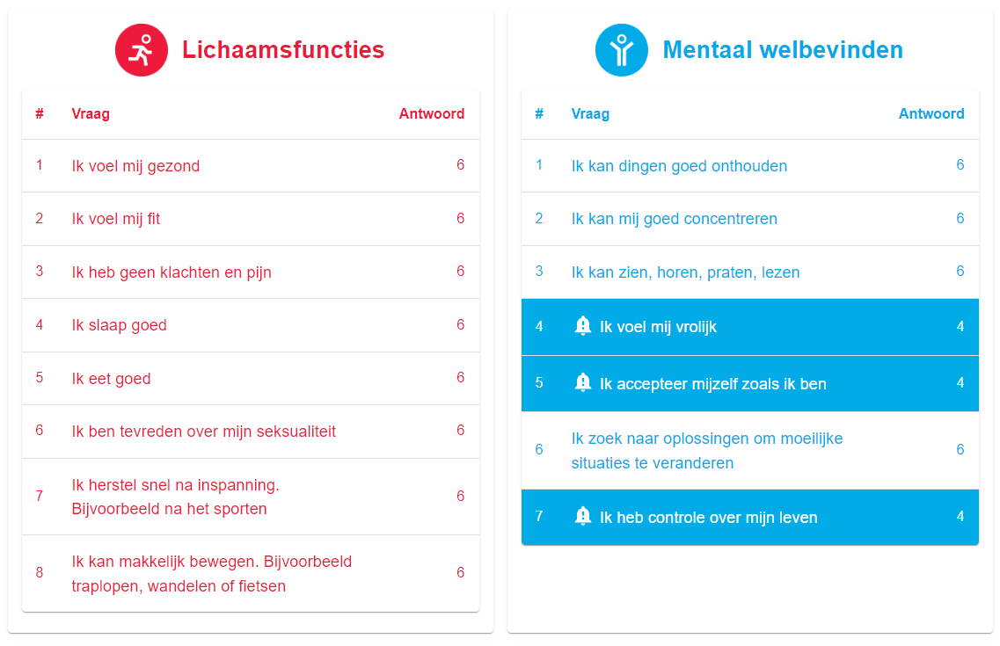 Lichaamsfuncties
# Vraag Antwoord
1 Ik voel mij gezond 6
2 Ik voel mij fit 6
3 Ik heb geen klachten en pijn 6
4 Ik slaap goed 6
5 Ik eet goed 6
6 Ik ben tevreden over mijn seksualiteit 6
7 Ik herstel snel na inspanning. 6
Bijvoorbeeld na het sporten
8 Ik kan makkelijk bewegen. Bijvoorbeeld 6
traplopen, wandelen of fietsen
Mentaal welbevinden
# Vraag Antwoord
1 Ik kan dingen goed onthouden 6
2 Ik kan mij goed concentreren 6
3 Ik kan zien, horen, praten, lezen 6
4 Ik voel mij vrolijk 4
5 Ik accepteer mijzelf zoals ik ben 4
6 Ik zoek naar oplossingen om moeilijke 6
situaties te veranderen
7 Ik heb controle over mijn leven 4